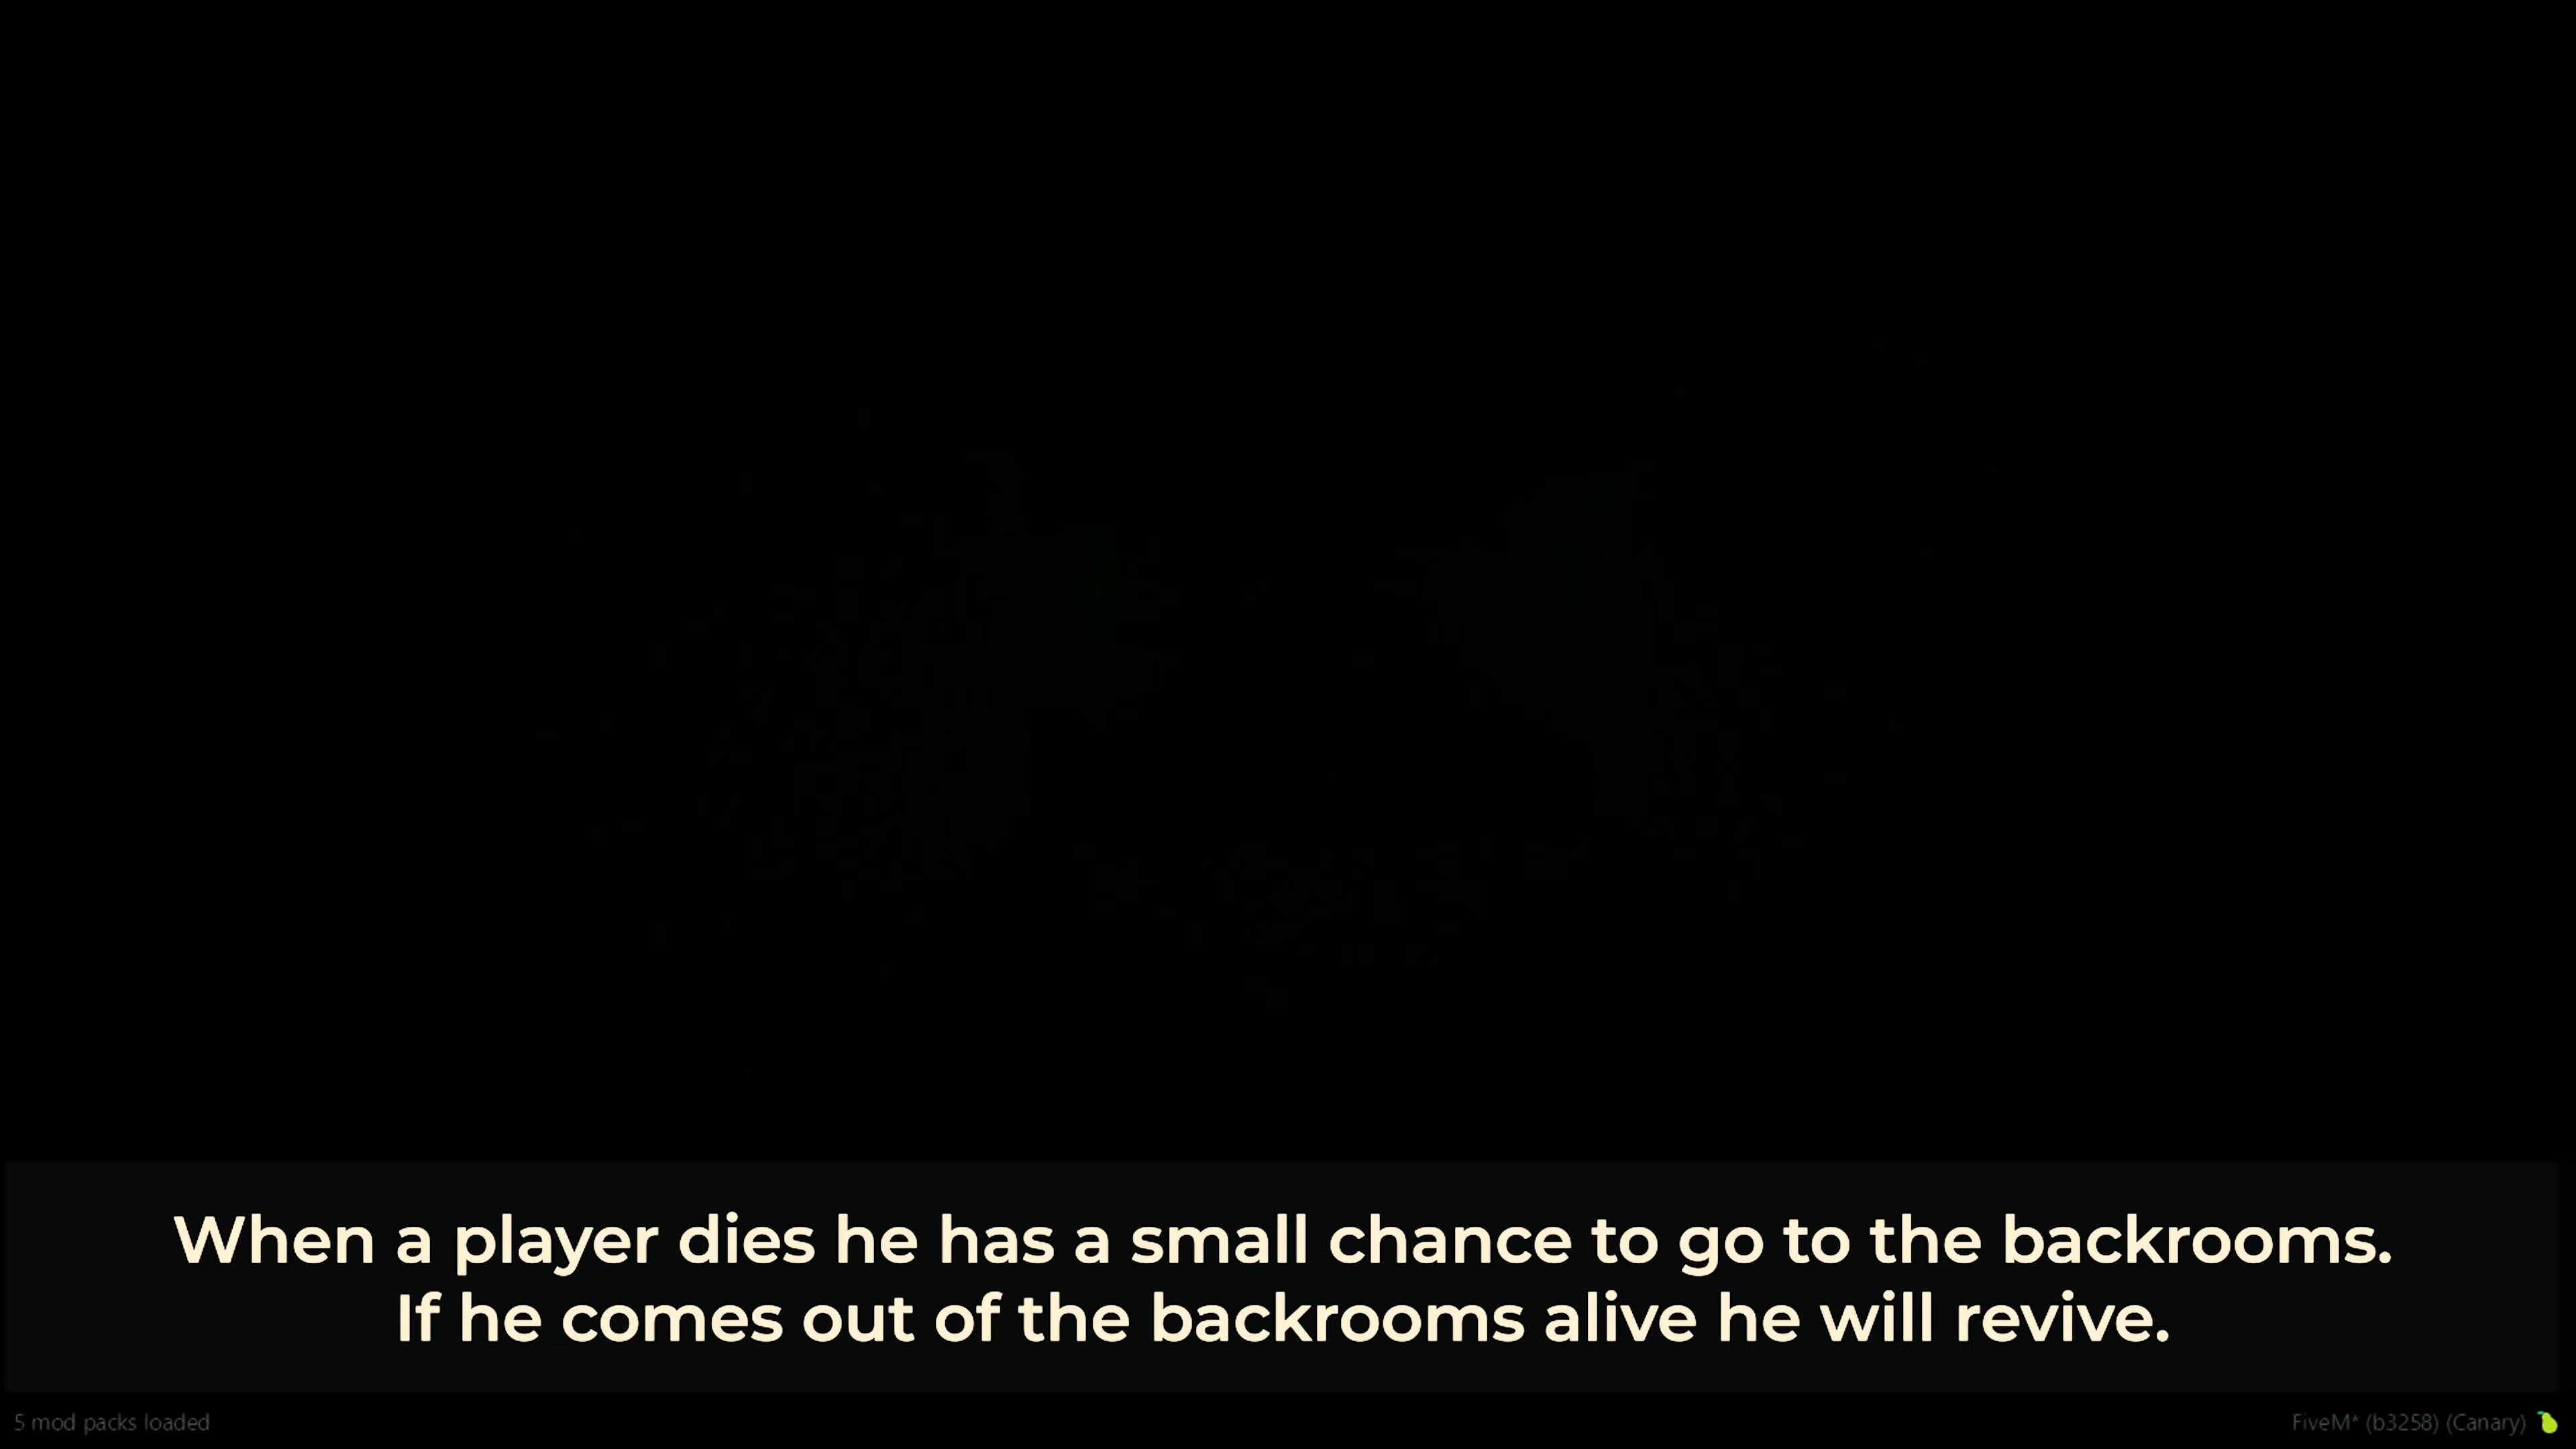 When a player dies he has a small chance to go to the backrooms.
If he comes out of the backrooms alive he will revive.
5 mod packs loaded
FiveM* (b3258) (Canary)